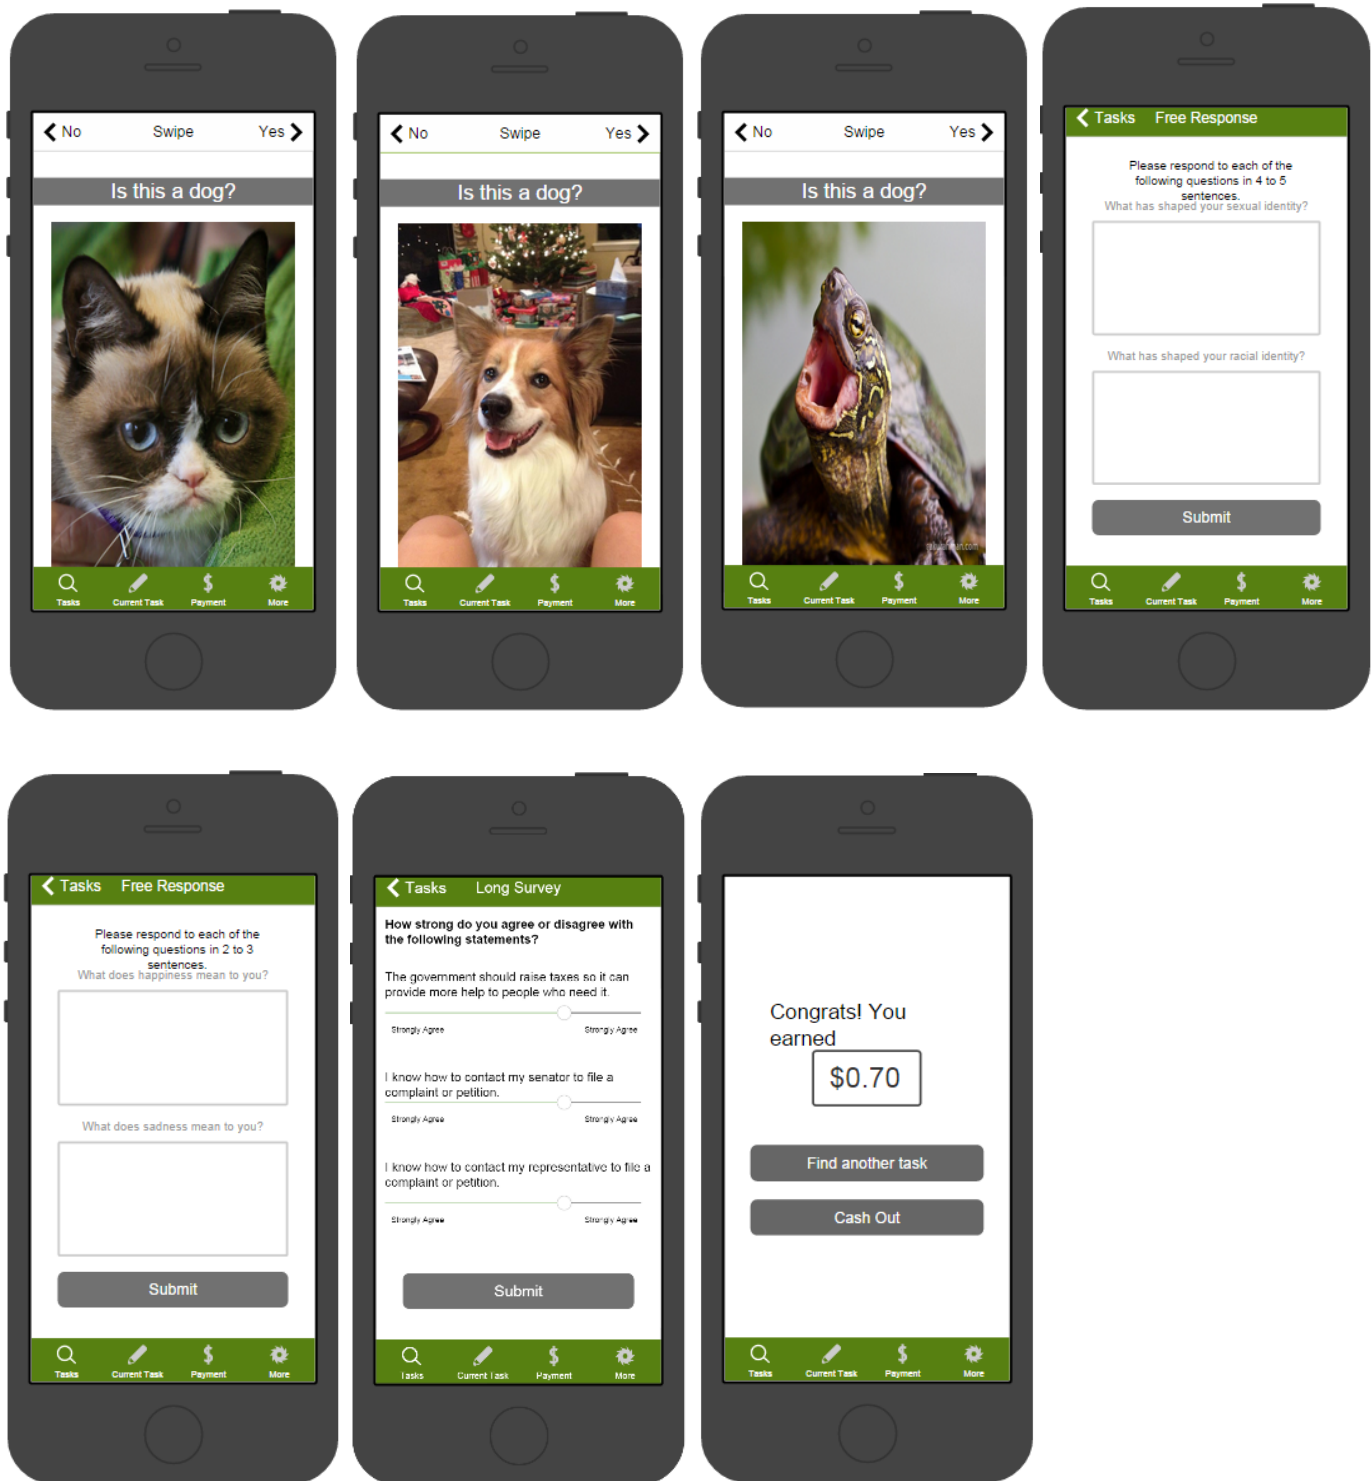 No Swipe Yes
Is this a dog?
Tasks Current Task Payment More
No Swipe Yes
Is this a dog?
Tasks Current Task Payment More
No Swipe Yes
Is this a dog?
Tasks Current Task Payment More
Tasks Free Response
Please respond to each of the
following questions in 4 to 5
sentences.
What has shaped your sexual identity?
What has shaped your racial identity?
Submit
Tasks Current Task Payment More
Tasks Free Response
Please respond to each of the
following questions in 2 to 3
sentences.
What does happiness mean to you?
What does sadness mean to you?
Submit
Tasks Current Task Payment More
Tasks Long Survey
How strong do you agree or disagree with
the following statements?
The government should raise taxes so it can
provide more help to people who need it.
Strongly Agree Strongly Agree
I know how to contact my senator to file a
complaint or petition.
Strongly Agree Strongly Agree
I know how to contact my representative to file a
complaint or petition.
Strongly Agree Strongly Agree
Submit
Tasks Current Task Payment More
Congrats! You
earned
$0.70
Find another task
Cash Out
Tasks Current Task Payment More